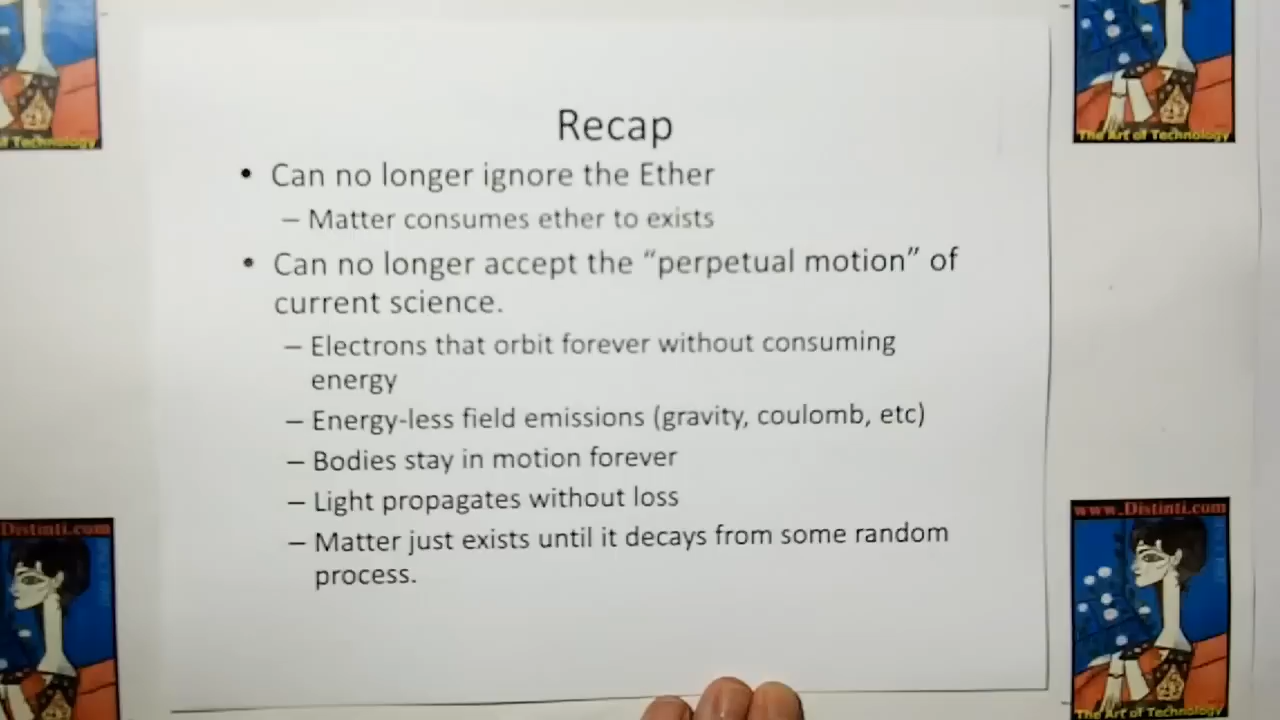 Recap
• Can no longer ignore the Ether
– Matter consumes ether to exists
• Can no longer accept the “perpetual motion” of
current science.
– Electrons that orbit forever without consuming
energy
– Energy-less field emissions (gravity, coulomb, etc)
– Bodies stay in motion forever
– Light propagates without loss
– Matter just exists until it decays from some random
process.
of Technology
The Art of Technology
Distinti.com
www.Distinti.com
The Art of Technology